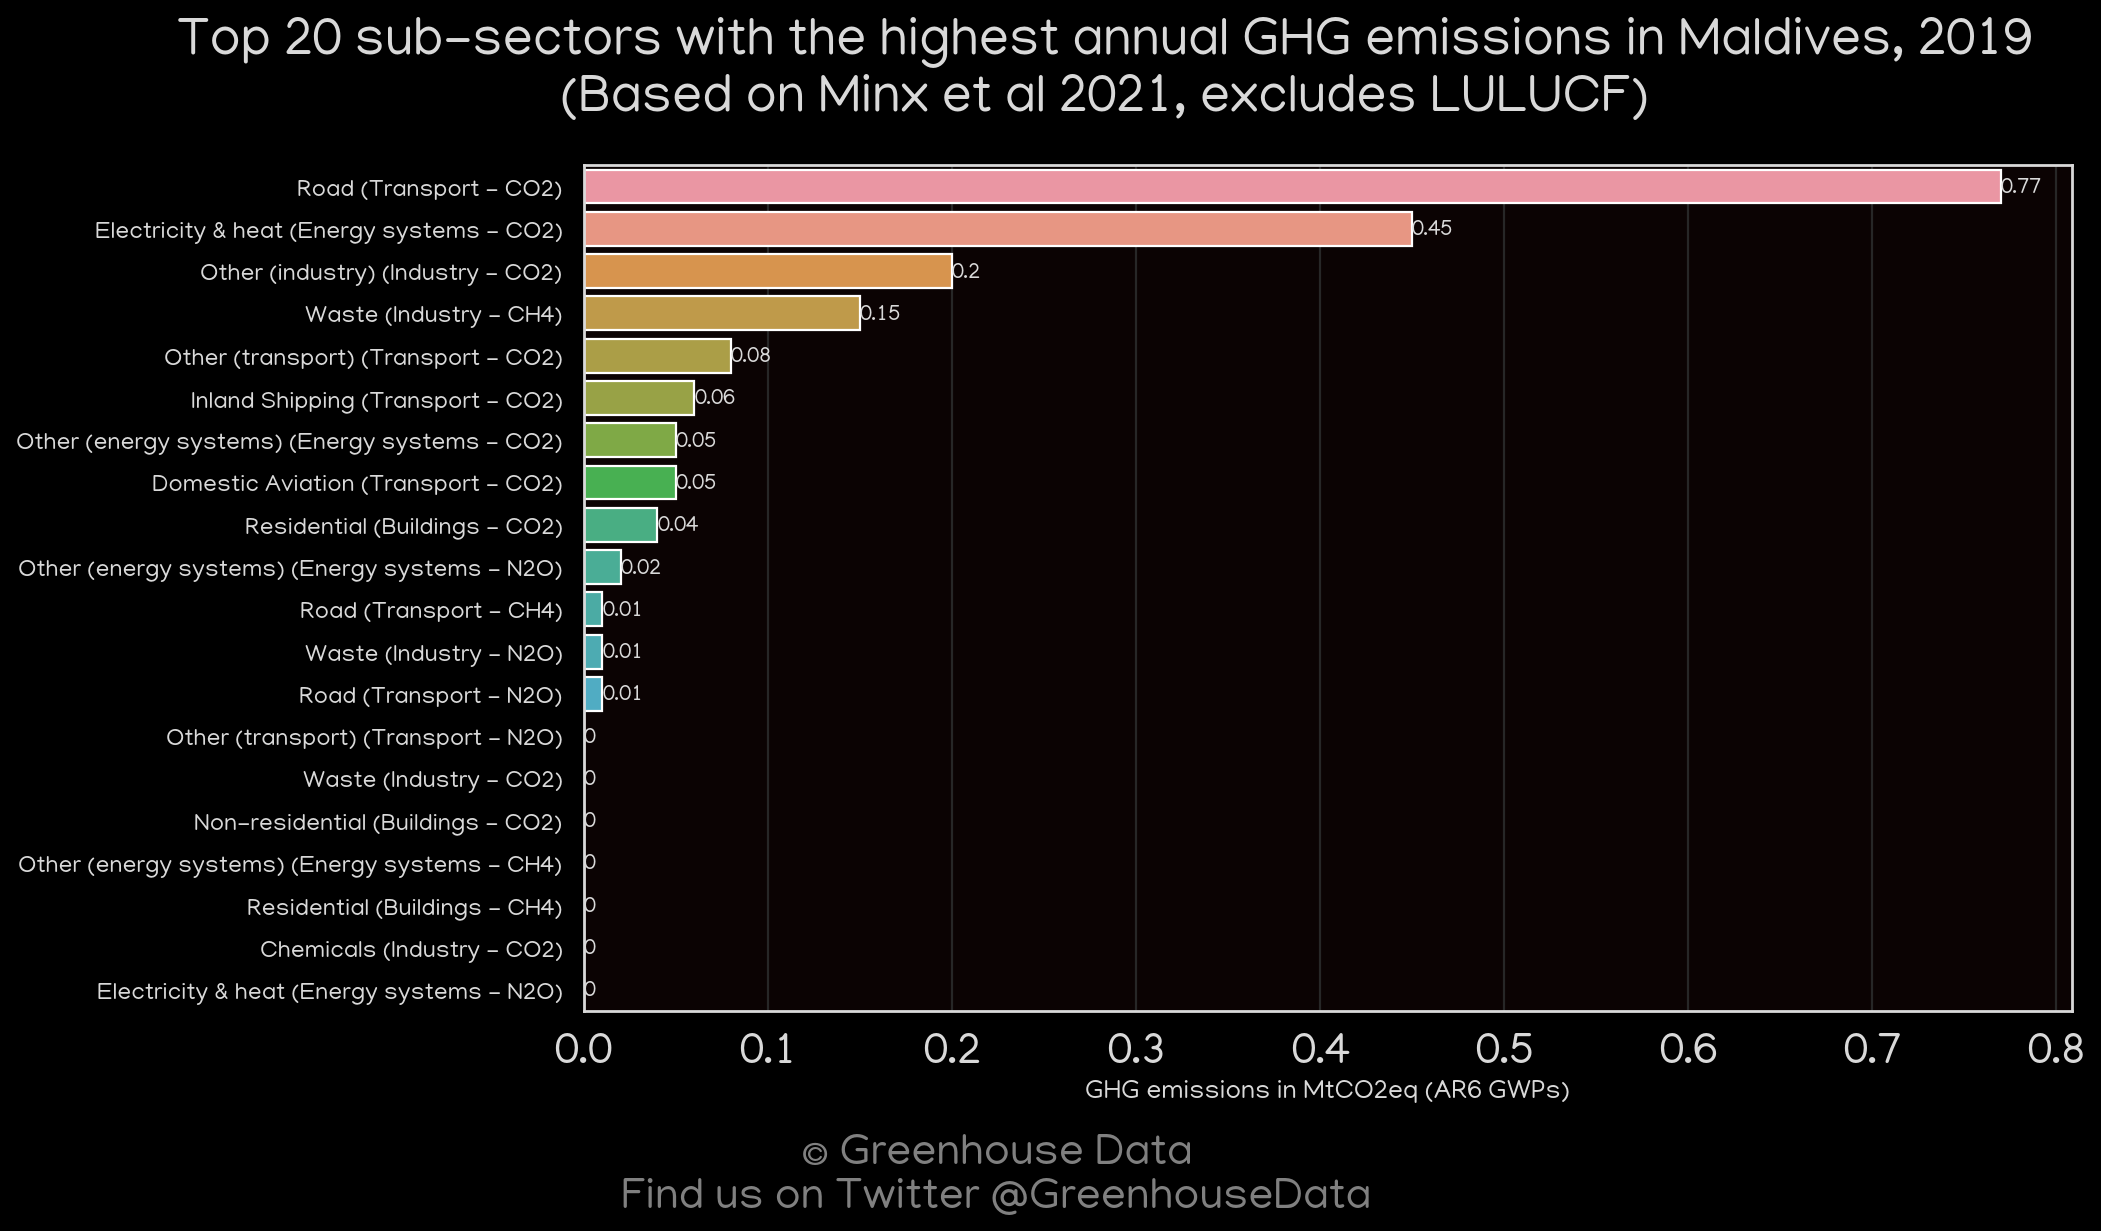 Top 20 sub-sectors with the highest annual GHG emissions in Maldives, 2019
(Based on Minx et al 2021, excludes LULUCF)
Road (Transport - CO2) 0.77
Electricity & heat (Energy systems - CO2) 0.45
Other (industry) (Industry - CO2) 0.2
Waste (Industry - CH4) 0.15
Other (transport) (Transport - CO2) 0.08
Inland Shipping (Transport - CO2) 0.06
Other (energy systems) (Energy systems - CO2) 0.05
Domestic Aviation (Transport - CO2) 0.05
Residential (Buildings - CO2) 0.04
Other (energy systems) (Energy systems - N2O) 0.02
Road (Transport - CH4) 0.01
Waste (Industry - N2O) 0.01
Road (Transport - N2O) 0.01
Other (transport) (Transport - N2O) 0
Waste (Industry - CO2) 0
Non-residential (Buildings - CO2) 0
Other (energy systems) (Energy systems - CH4) 0
Residential (Buildings - CH4) 0
Chemicals (Industry - CO2) 0
Electricity & heat (Energy systems - N2O) 0
0.0 0.1 0.2 0.3 0.4 0.5 0.6 0.7 0.8
GHG emissions in MtCO2eq (AR6 GWPs)
© Greenhouse Data
Find us on Twitter @GreenhouseData